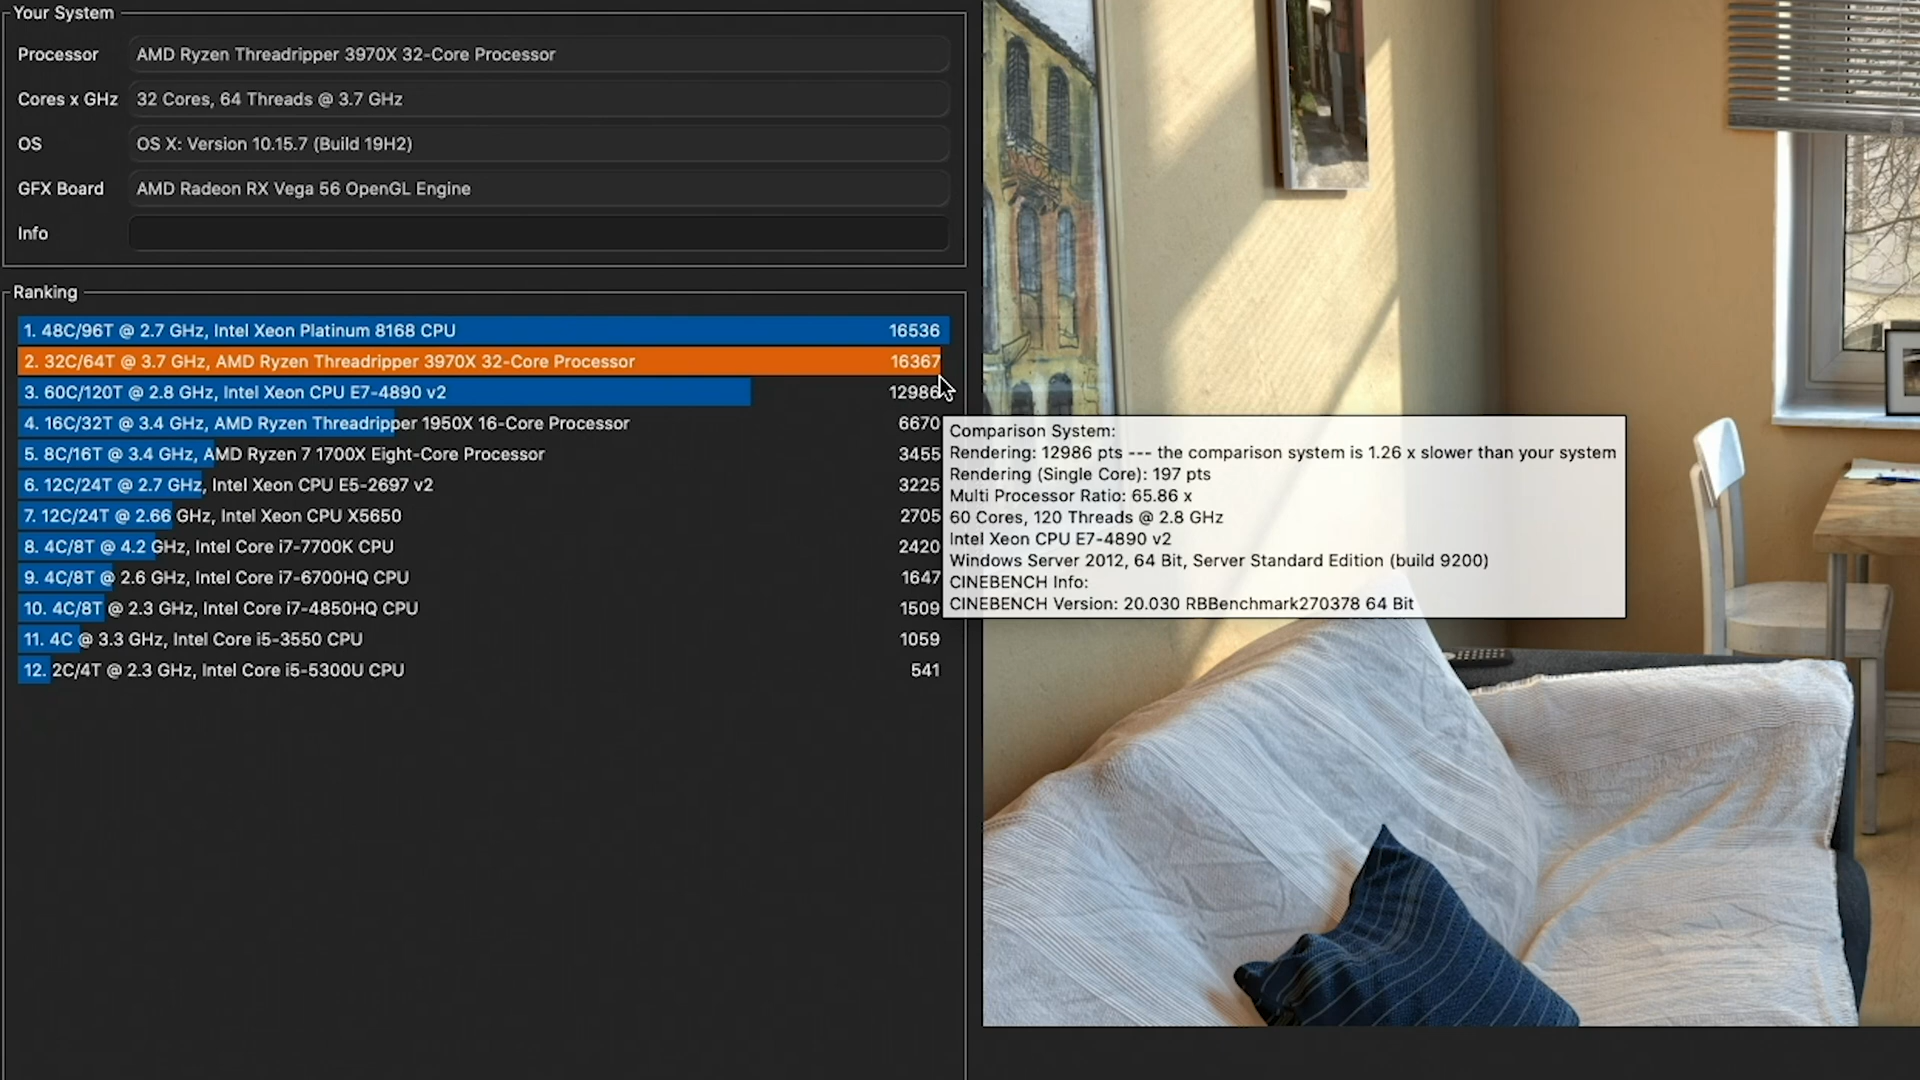 Your System
Processor AMD Ryzen Threadripper 3970X 32-Core Processor
Cores x GHz 32 Cores, 64 Threads @ 3.7 GHz
OS OS X: Version 10.15.7 (Build 19H2)
GFX Board AMD Radeon RX Vega 56 OpenGL Engine
Info
Ranking
1. 48C/96T @ 2.7 GHz, Intel Xeon Platinum 8168 CPU 16536
2. 32C/64T @ 3.7 GHz, AMD Ryzen Threadripper 3970X 32-Core Processor 16367
3. 60C/120T @ 2.8 GHz, Intel Xeon CPU E7-4890 v2 12986
4. 16C/32T @ 3.4 GHz, AMD Ryzen Threadripper 1950X 16-Core Processor 6670
5. 8C/16T @ 3.4 GHz, AMD Ryzen 7 1700X Eight-Core Processor 3455
6. 12C/24T @ 2.7 GHz, Intel Xeon CPU E5-2697 v2 3225
7. 12C/24T @ 2.66 GHz, Intel Xeon CPU X5650 2705
8. 4C/8T @ 4.2 GHz, Intel Core i7-7700K CPU 2420
9. 4C/8T @ 2.6 GHz, Intel Core i7-6700HQ CPU 1647
10. 4C/8T @ 2.3 GHz, Intel Core i7-4850HQ CPU 1509
11. 4C @ 3.3 GHz, Intel Core i5-3550 CPU 1059
12. 2C/4T @ 2.3 GHz, Intel Core i5-5300U CPU 541
Comparison System:
Rendering: 12986 pts --- the comparison system is 1.26 x slower than your system
Rendering (Single Core): 197 pts
Multi Processor Ratio: 65.86 x
60 Cores, 120 Threads @ 2.8 GHz
Intel Xeon CPU E7-4890 v2
Windows Server 2012, 64 Bit, Server Standard Edition (build 9200)
CINEBENCH Info:
CINEBENCH Version: 20.030 RBBenchmark270378 64 Bit